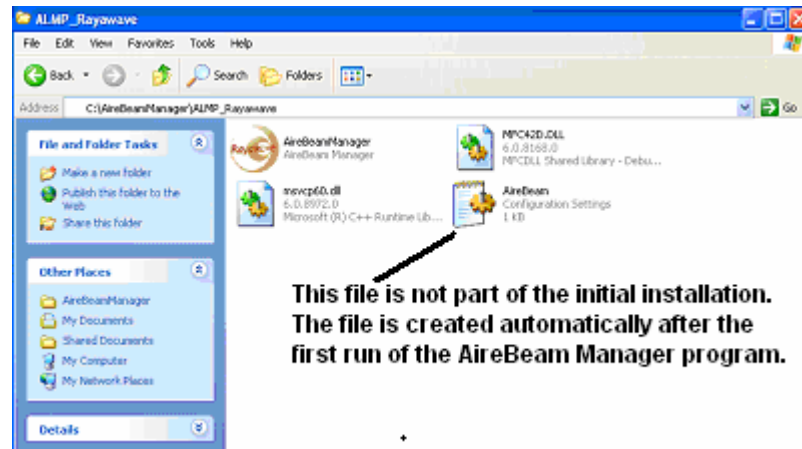 ALMP_Rayawave
File Edit View Favorites Tools Help
Back Search Folders
Address C:\AireBeamManager\ALMP_Rayawave Go
File and Folder Tasks
Make a new folder
Publish this folder to the
Web
Share this folder
Other Places
AireBeamManager
My Documents
Shared Documents
My Computer
My Network Places
Details
AireBeamManager
AireBeam Manager
MFC42D.DLL
6.0.8168.0
MFCDLL Shared Library - Debu...
msvcp60.dll
6.0.8972.0
Microsoft (R) C++ Runtime Lib...
AireBeam
Configuration Settings
1 KB
This file is not part of the initial installation.
The file is created automatically after the
first run of the AireBeam Manager program.